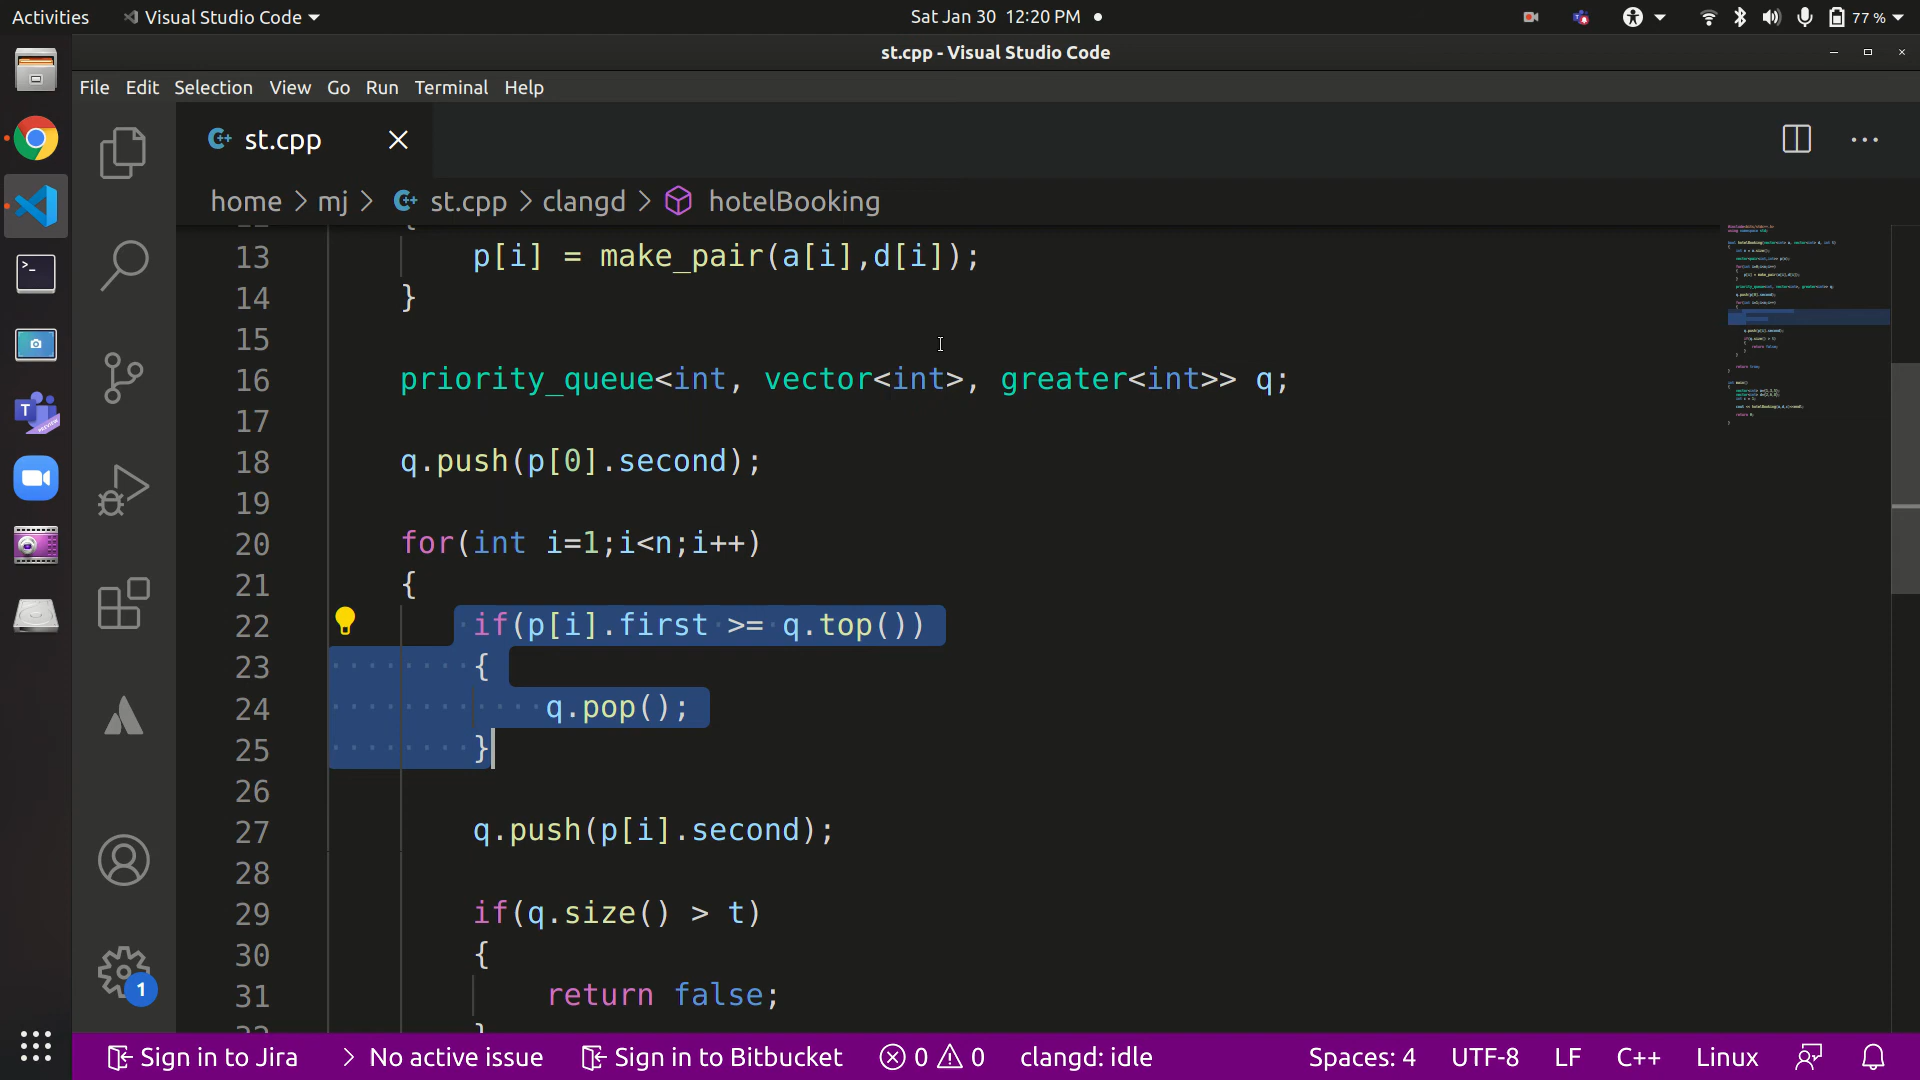 Activities Visual Studio Code Sat Jan 30 12:20 PM 77 %
st.cpp - Visual Studio Code
File Edit Selection View Go Run Terminal Help
st.cpp
home > mj > st.cpp > clangd > hotelBooking
13 p[i] = make_pair(a[i],d[i]);
14 }
15
16 priority_queue<int, vector<int>, greater<int>> q;
17
18 q.push(p[0].second);
19
20 for(int i=1;i<n;i++)
21 {
22 if(p[i].first >= q.top())
23 {
24 q.pop();
25 }
26
27 q.push(p[i].second);
28
29 if(q.size() > t)
30 {
31 return false;
1
Sign in to Jira > No active issue Sign in to Bitbucket 0 0 clangd: idle Spaces: 4 UTF-8 LF C++ Linux